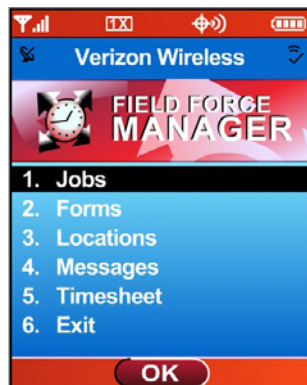 1X
Verizon Wireless
FIELD FORCE
MANAGER
1. Jobs
2. Forms
3. Locations
4. Messages
5. Timesheet
6. Exit
OK